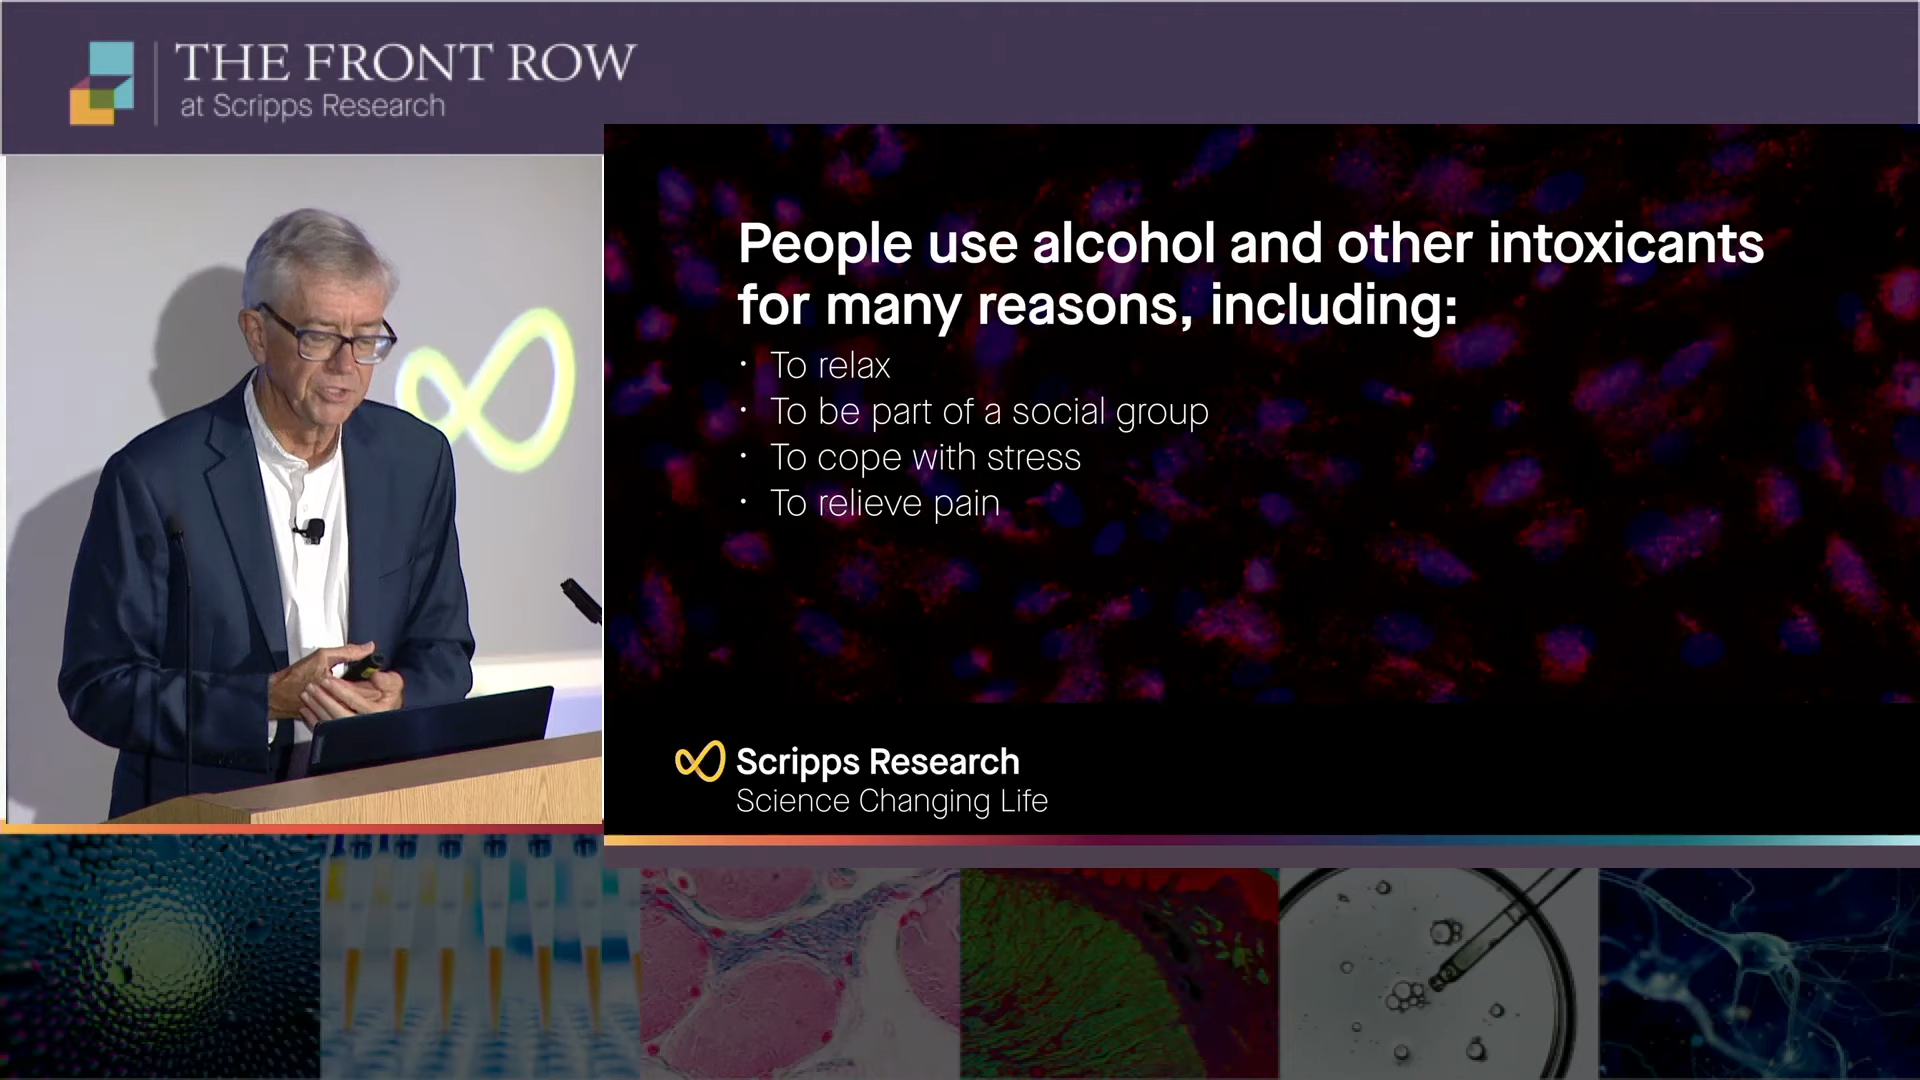 THE FRONT ROW
at Scripps Research
People use alcohol and other intoxicants
for many reasons, including:
· To relax
· To be part of a social group
· To cope with stress
· To relieve pain
Scripps Research
Science Changing Life